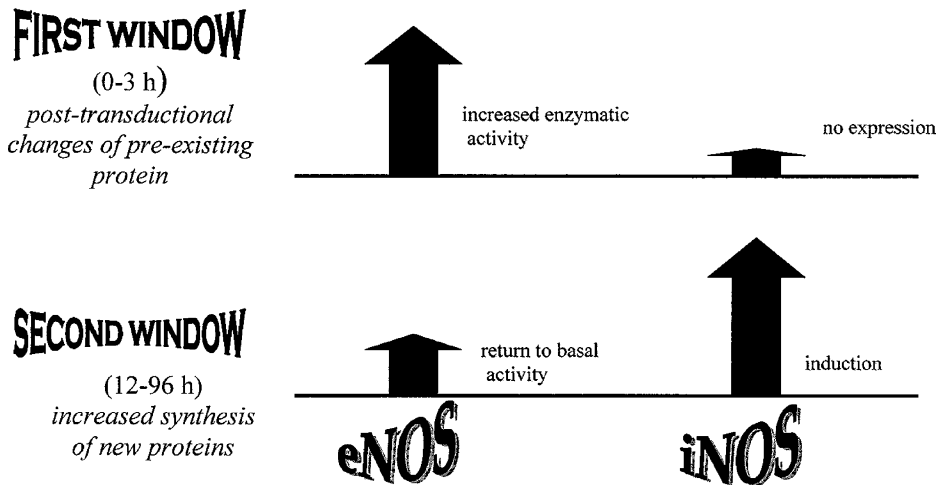 FIRST WINDOW
(0-3 h)
post-transductional
changes of pre-existing
protein
increased enzymatic
activity
no expression
SECOND WINDOW
(12-96 h)
increased synthesis
of new proteins
return to basal
activity
induction
eNOS
iNOS